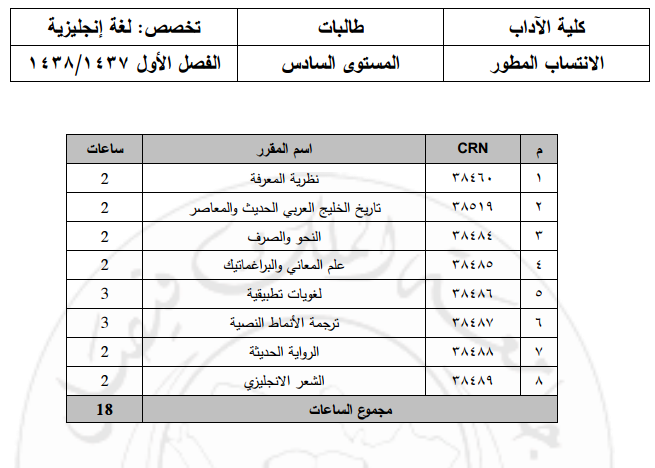 كلية الآداب طالبات تخصص: لغة إنجليزية
الانتساب المطور المستوى السادس الفصل الأول ١٤٣٨/١٤٣٧
م CRN اسم المقرر ساعات
١ ٣٨٤٦٠ نظرية المعرفة 2
٢ ٣٨٥١٩ تاريخ الخليج العربي الحديث والمعاصر 2
٣ ٣٨٤٨٤ النحو والصرف 2
٤ ٣٨٤٨٥ علم المعاني والبراغماتيك 2
٥ ٣٨٤٨٦ لغويات تطبيقية 3
٦ ٣٨٤٨٧ ترجمة الأنماط النصية 3
٧ ٣٨٤٨٨ الرواية الحديثة 2
٨ ٣٨٤٨٩ الشعر الانجليزي 2
مجموع الساعات 18